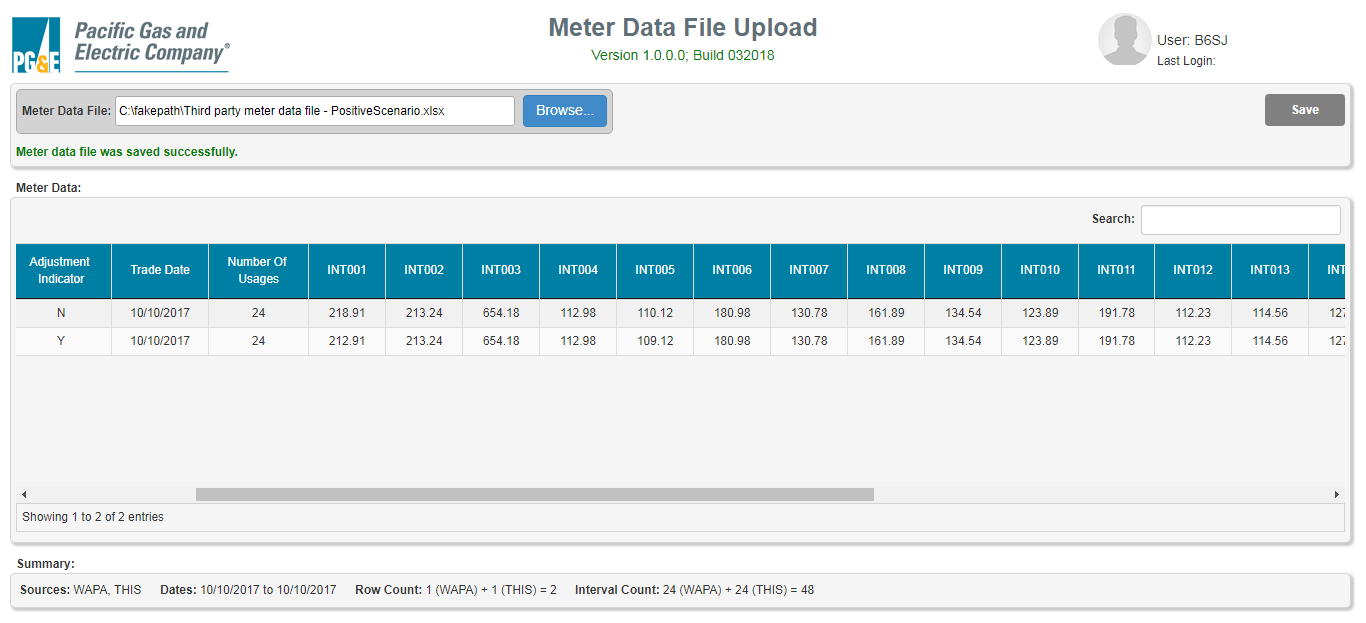 PG&E
Pacific Gas and
Electric Company®
Meter Data File Upload
Version 1.0.0.0; Build 032018
User: B6SJ
Last Login:
Meter Data File: C:\fakepath\Third party meter data file - PositiveScenario.xlsx Browse... Save
Meter data file was saved successfully.
Meter Data:
Search:
Adjustment Indicator Trade Date Number Of Usages INT001 INT002 INT003 INT004 INT005 INT006 INT007 INT008 INT009 INT010 INT011 INT012 INT013 INT
N 10/10/2017 24 218.91 213.24 654.18 112.98 110.12 180.98 130.78 161.89 134.54 123.89 191.78 112.23 114.56
Y 10/10/2017 24 212.91 213.24 654.18 112.98 109.12 180.98 130.78 161.89 134.54 123.89 191.78 112.23 114.56
Showing 1 to 2 of 2 entries
Summary:
Sources: WAPA, THIS Dates: 10/10/2017 to 10/10/2017 Row Count: 1 (WAPA) + 1 (THIS) = 2 Interval Count: 24 (WAPA) + 24 (THIS) = 48